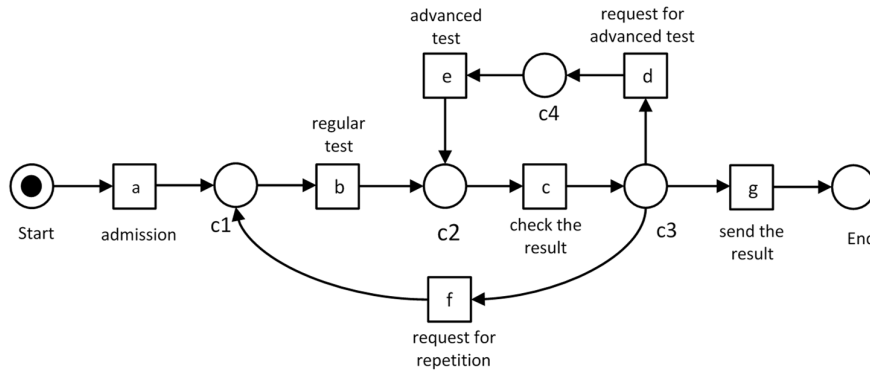 advanced
test
request for
advanced test
e
d
c4
regular
test
a
b
c
g
Start
admission
c1
c2
check the
result
c3
send the
result
End
f
request for
repetition